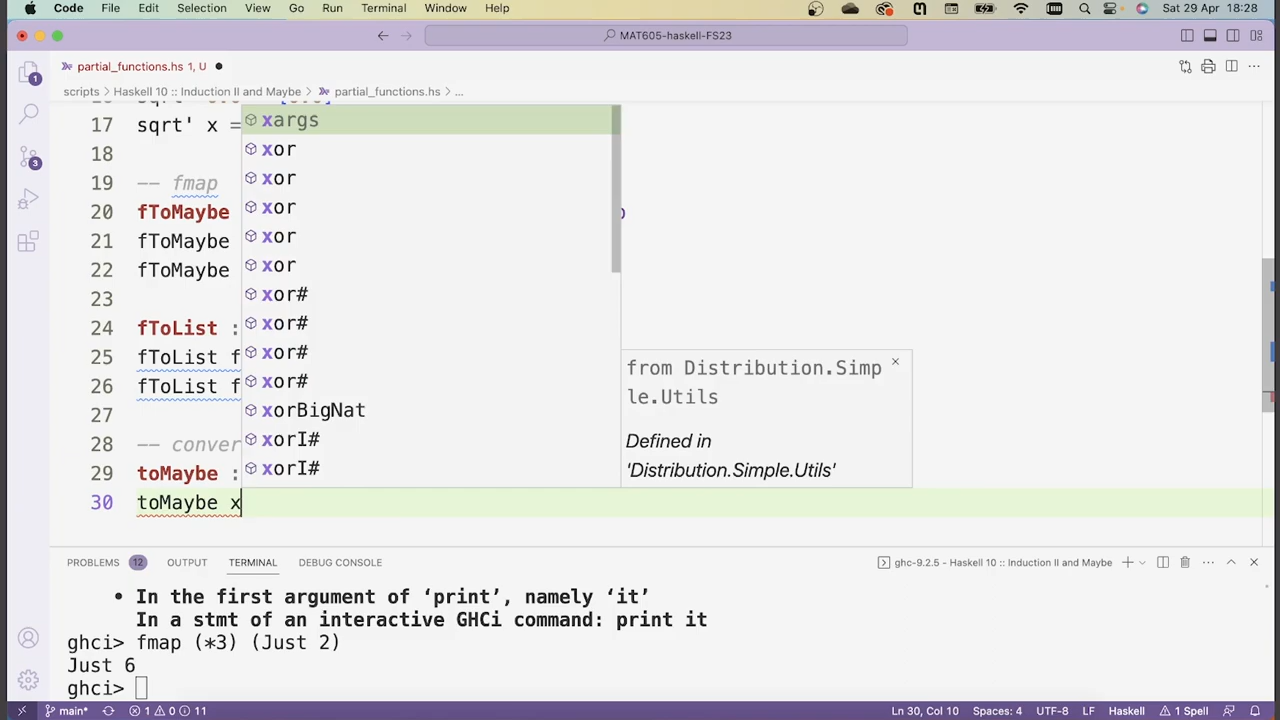 Code File Edit Selection View Go Run Terminal Window Help Sat 29 Apr 18:28
MAT605-haskell-FS23
partial_functions.hs 1, U
scripts > Haskell 10 :: Induction II and Maybe > partial_functions.hs > ...
17 sqrt' x =
18
19 -- fmap
20 fToMaybe
21 fToMaybe
22 fToMaybe
23
24 fToList :
25 fToList f
26 fToList f
27
28 -- conver
29 toMaybe :
30 toMaybe x
xargs
xor
xor
xor
xor
xor
xor#
xor#
xor#
xor#
xorBigNat
xorI#
xorI#
from Distribution.Simp
le.Utils
Defined in
'Distribution.Simple.Utils'
PROBLEMS 12 OUTPUT TERMINAL DEBUG CONSOLE ghc-9.2.5 - Haskell 10 :: Induction II and Maybe
• In the first argument of ‘print’, namely ‘it’
In a stmt of an interactive GHCi command: print it
ghci> fmap (*3) (Just 2)
Just 6
ghci>
main* 1 0 11 Ln 30, Col 10 Spaces: 4 UTF-8 LF Haskell 1 Spell